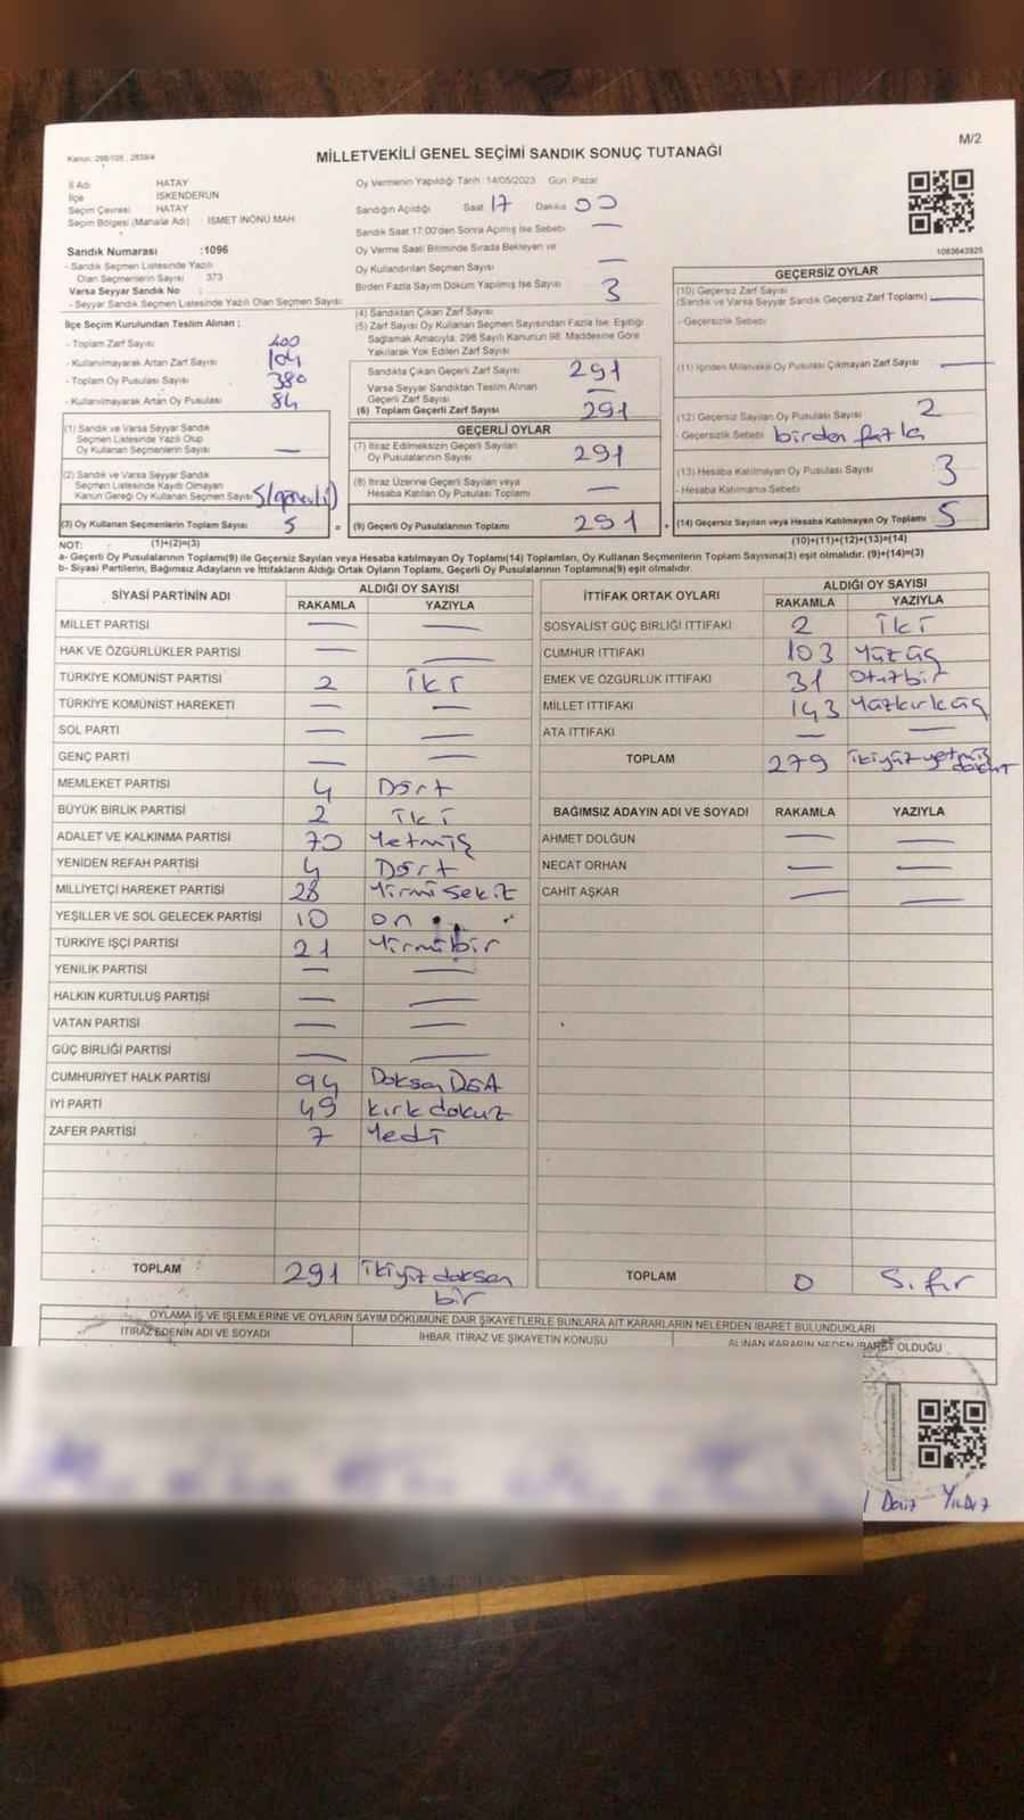 M/2
Kanun: 298/105, 2839/4
MİLLETVEKİLİ GENEL SEÇİMİ SANDIK SONUÇ TUTANAĞI
İl Adı HATAY
İlçe İSKENDERUN
Seçim Çevresi HATAY
Seçim Bölgesi (Mahalle Adı) : İSMET İNÖNÜ MAH
Sandık Numarası :1096
- Sandık Seçmen Listesinde Yazılı
Olan Seçmenlerin Sayısı 373
Varsa Seyyar Sandık No :
- Seyyar Sandık Seçmen Listesinde Yazılı Olan Seçmen Sayısı:
İlçe Seçim Kurulundan Teslim Alınan :
- Toplam Zarf Sayısı 400
- Kullanılmayarak Artan Zarf Sayısı 104
- Toplam Oy Pusulası Sayısı 380
- Kullanılmayarak Artan Oy Pusulası 84
(1) Sandık ve Varsa Seyyar Sandık
Seçmen Listesinde Yazılı Olup
Oy Kullanan Seçmenlerin Sayısı —
(2) Sandık ve Varsa Seyyar Sandık
Seçmen Listesinde Kayıtlı Olmayan
Kanun Gereği Oy Kullanan Seçmen Sayısı 5(görevli)
(3) Oy Kullanan Seçmenlerin Toplam Sayısı 5
Oy Vermenin Yapıldığı Tarih :14/05/2023 Gün: Pazar
Sandığın Açıldığı Saat 17 Dakika 00
Sandık Saat 17:00'den Sonra Açılmış İse Sebebi —
Oy Verme Saati Bitiminde Sırada Bekleyen ve
Oy Kullandırılan Seçmen Sayısı —
Birden Fazla Sayım Döküm Yapılmış İse Sayısı 3
(4) Sandıktan Çıkan Zarf Sayısı
(5) Zarf Sayısı Oy Kullanan Seçmen Sayısından Fazla İse, Eşitliği
Sağlamak Amacıyla, 298 Sayılı Kanunun 98. Maddesine Göre
Yakılarak Yok Edilen Zarf Sayısı
Sandıkta Çıkan Geçerli Zarf Sayısı 291
Varsa Seyyar Sandıktan Teslim Alınan
Geçerli Zarf Sayısı —
(6) Toplam Geçerli Zarf Sayısı 291
GEÇERLİ OYLAR
(7) İtiraz Edilmeksizin Geçerli Sayılan
Oy Pusulalarının Sayısı 291
(8) İtiraz Üzerine Geçerli Sayılan veya
Hesaba Katılan Oy Pusulası Toplamı —
= (9) Geçerli Oy Pusulalarının Toplamı 291
1083643925
GEÇERSİZ OYLAR
(10) Geçersiz Zarf Sayısı
(Sandık ve Varsa Seyyar Sandık Geçersiz Zarf Toplamı) —
- Geçersizlik Sebebi
(11) İçinden Milletvekili Oy Pusulası Çıkmayan Zarf Sayısı —
(12) Geçersiz Sayılan Oy Pusulası Sayısı 2
- Geçersizlik Sebebi birden fazla
(13) Hesaba Katılmayan Oy Pusulası Sayısı 3
- Hesaba Katılmama Sebebi
+ (14) Geçersiz Sayılan veya Hesaba Katılmayan Oy Toplamı 5
NOT: (1)+(2)=(3) (10)+(11)+(12)+(13)=(14)
a- Geçerli Oy Pusulalarının Toplamı(9) ile Geçersiz Sayılan veya Hesaba katılmayan Oy Toplamı(14) Toplamları, Oy Kullanan Seçmenlerin Toplam Sayısına(3) eşit olmalıdır. (9)+(14)=(3)
b- Siyasi Partilerin, Bağımsız Adayların ve İttifakların Aldığı Ortak Oyların Toplamı, Geçerli Oy Pusulalarının Toplamına(9) eşit olmalıdır.
SİYASİ PARTİNİN ADI ALDIĞI OY SAYISI
RAKAMLA YAZIYLA
MİLLET PARTİSİ — —
HAK VE ÖZGÜRLÜKLER PARTİSİ — —
TÜRKİYE KOMÜNİST PARTİSİ 2 İki
TÜRKİYE KOMÜNİST HAREKETİ — —
SOL PARTİ — —
GENÇ PARTİ — —
MEMLEKET PARTİSİ 4 Dört
BÜYÜK BİRLİK PARTİSİ 2 İki
ADALET VE KALKINMA PARTİSİ 70 Yetmiş
YENİDEN REFAH PARTİSİ 4 Dört
MİLLİYETÇİ HAREKET PARTİSİ 28 Yirmi sekiz
YEŞİLLER VE SOL GELECEK PARTİSİ 10 on
TÜRKİYE İŞÇİ PARTİSİ 21 Yirmibir
YENİLİK PARTİSİ — —
HALKIN KURTULUŞ PARTİSİ — —
VATAN PARTİSİ — —
GÜÇ BİRLİĞİ PARTİSİ — —
CUMHURİYET HALK PARTİSİ 94 Doksan Dört
İYİ PARTİ 49 kırk dokuz
ZAFER PARTİSİ 7 Yedi
TOPLAM 291 ikiyüz doksan
bir
İTTİFAK ORTAK OYLARI ALDIĞI OY SAYISI
RAKAMLA YAZIYLA
SOSYALİST GÜÇ BİRLİĞİ İTTİFAKI 2 İki
CUMHUR İTTİFAKI 103 Yüzüç
EMEK VE ÖZGÜRLÜK İTTİFAKI 31 Otuzbir
MİLLET İTTİFAKI 143 Yüzkırküç
ATA İTTİFAKI — —
TOPLAM 279 ikiyüz yetmiş
dokuz
BAĞIMSIZ ADAYIN ADI VE SOYADI RAKAMLA YAZIYLA
AHMET DOLĞUN — —
NECAT ORHAN — —
CAHİT AŞKAR — —
TOPLAM 0 Sıfır
OYLAMA İŞ VE İŞLEMLERİNE VE OYLARIN SAYIM DÖKÜMÜNE DAİR ŞİKAYETLERLE BUNLARA AİT KARARLARIN NELERDEN İBARET BULUNDUKLARI
İTİRAZ EDENİN ADI VE SOYADI İHBAR, İTİRAZ VE ŞİKAYETİN KONUSU ALINAN KARARIN NEDEN İBARET OLDUĞU
Deniz Yıldız